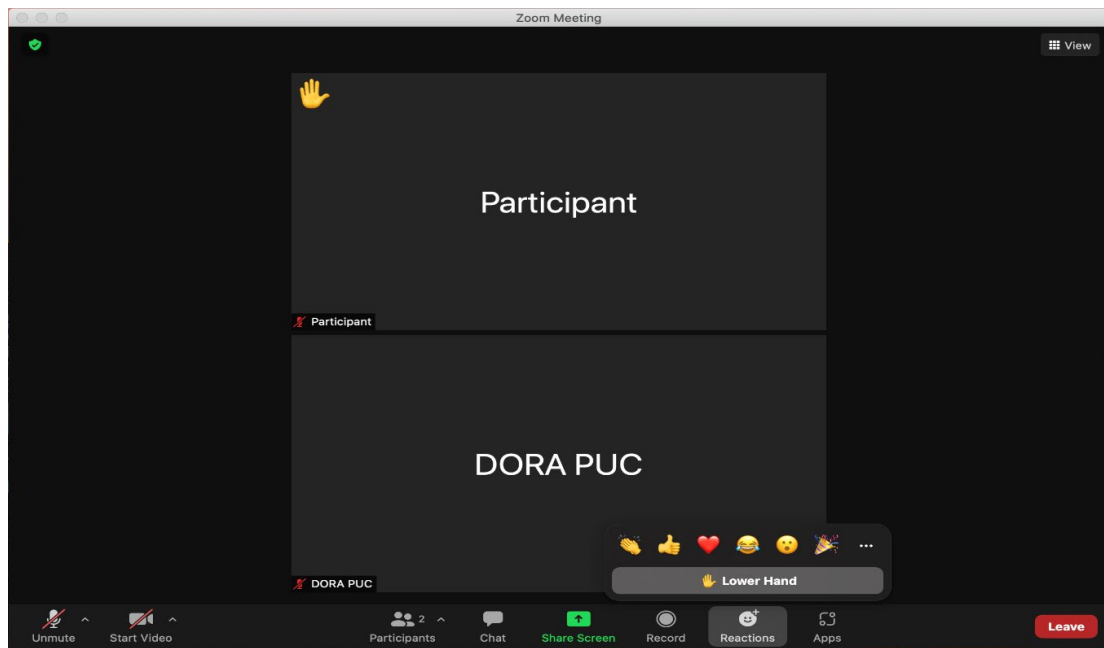 Zoom Meeting
View
Participant
Participant
DORA PUC
DORA PUC
Lower Hand
2
Unmute
Start Video
Participants
Chat
Share Screen
Record
Reactions
Apps
Leave